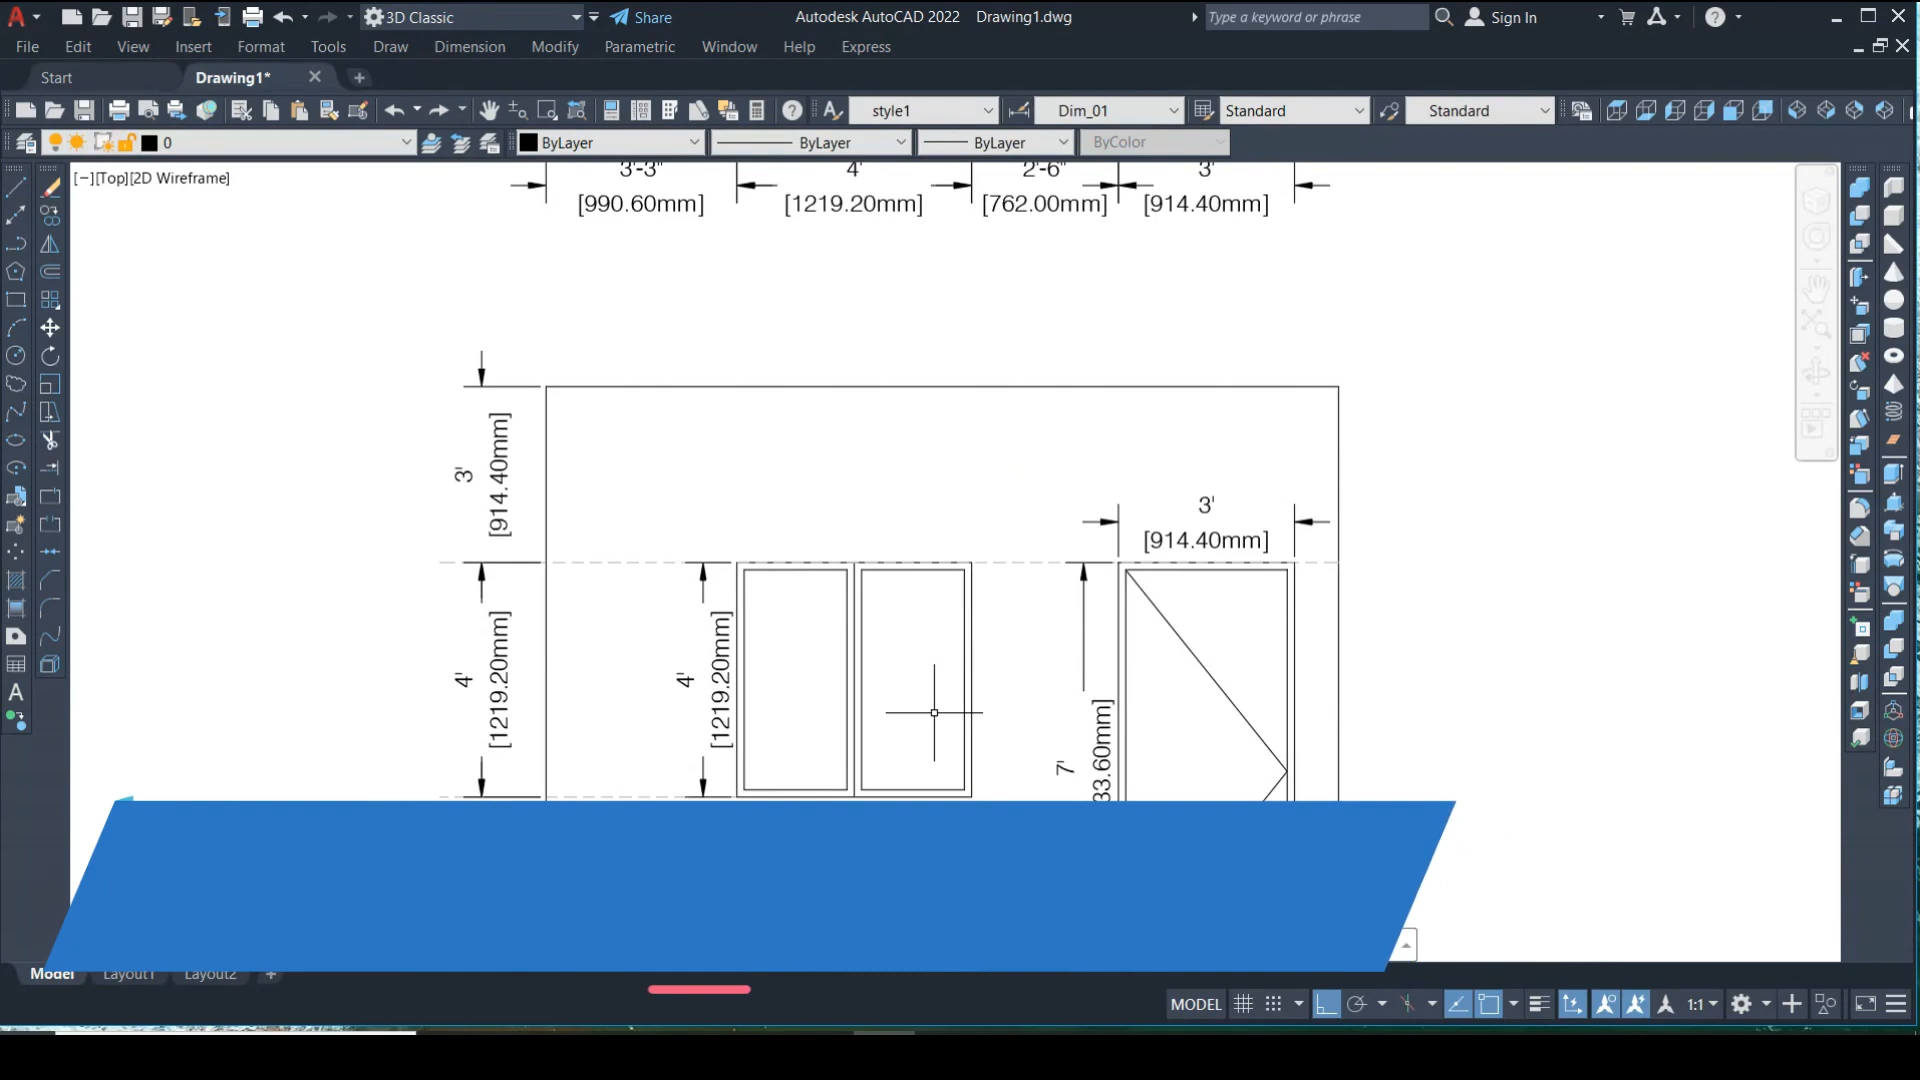 3D Classic
Share
Autodesk AutoCAD 2022 Drawing1.dwg
Type a keyword or phrase
Sign In
File Edit View Insert Format Tools Draw Dimension Modify Parametric Window Help Express
Start
Drawing1*
style1
Dim_01
Standard
Standard
0
ByLayer
ByLayer
ByLayer
ByColor
[−][Top][2D Wireframe]
3'-3"
4'
2'-6"
3'
[990.60mm]
[1219.20mm]
[762.00mm]
[914.40mm]
3'
[914.40mm]
3'
[914.40mm]
4'
[1219.20mm]
4'
[1219.20mm]
7'
33.60mm]
Model Layout1 Layout2
MODEL
1:1